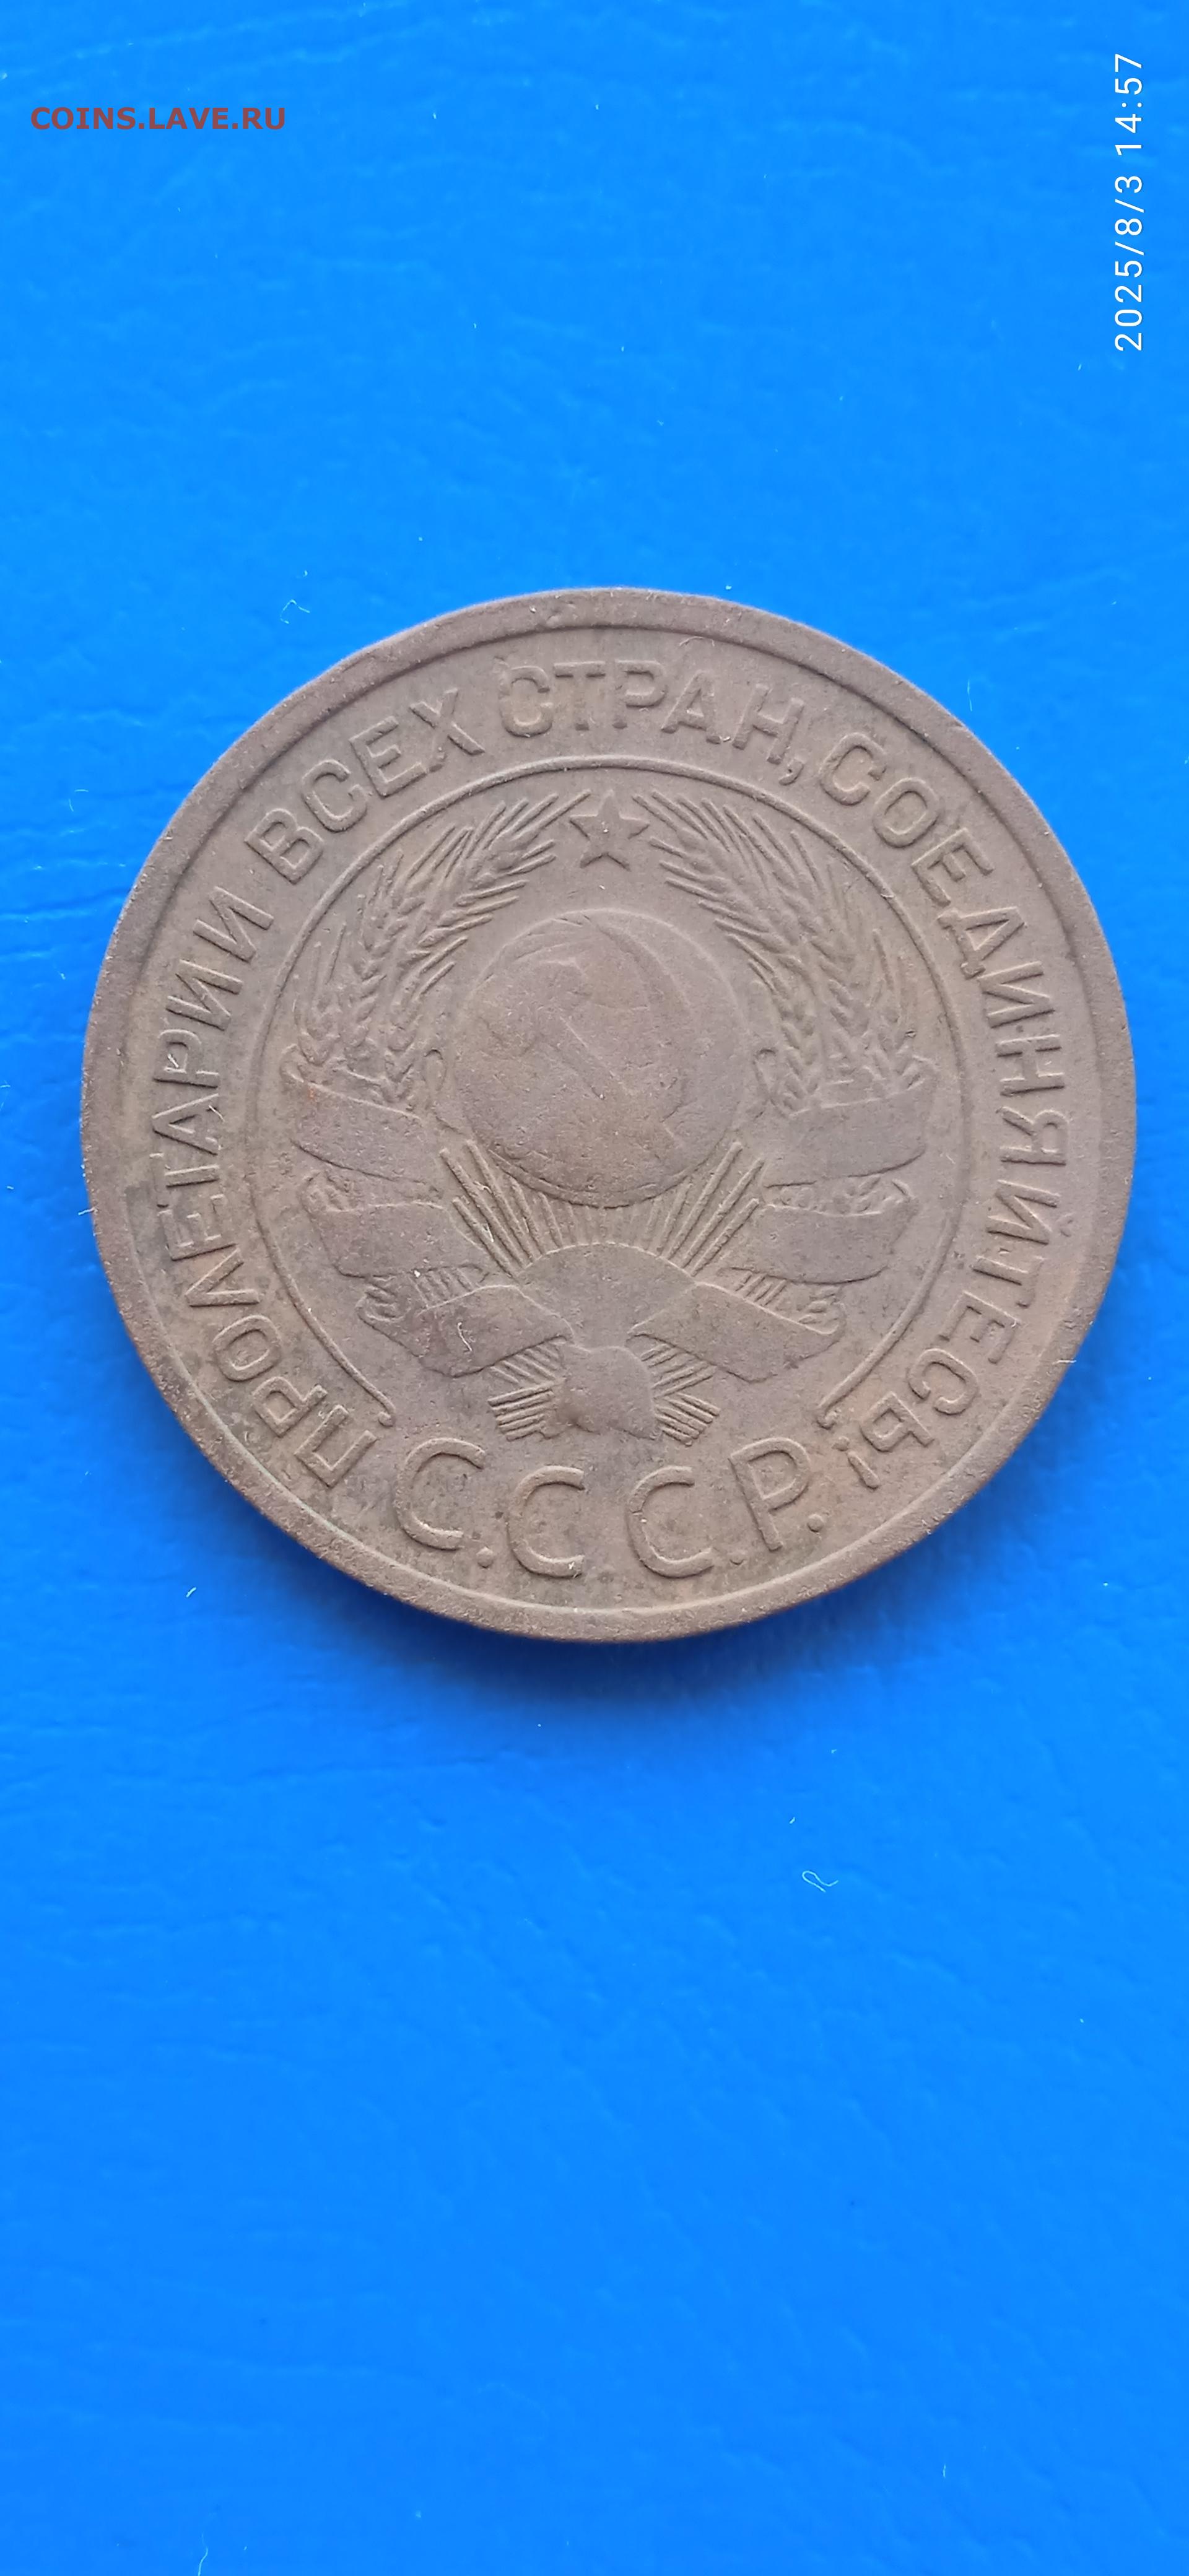 COINS.LAVE.RU
2025/8/3 14:57
ПРОЛЕТАРИИ ВСЕХ СТРАН, СОЕДИНЯЙТЕСЬ!
С.С С.Р.